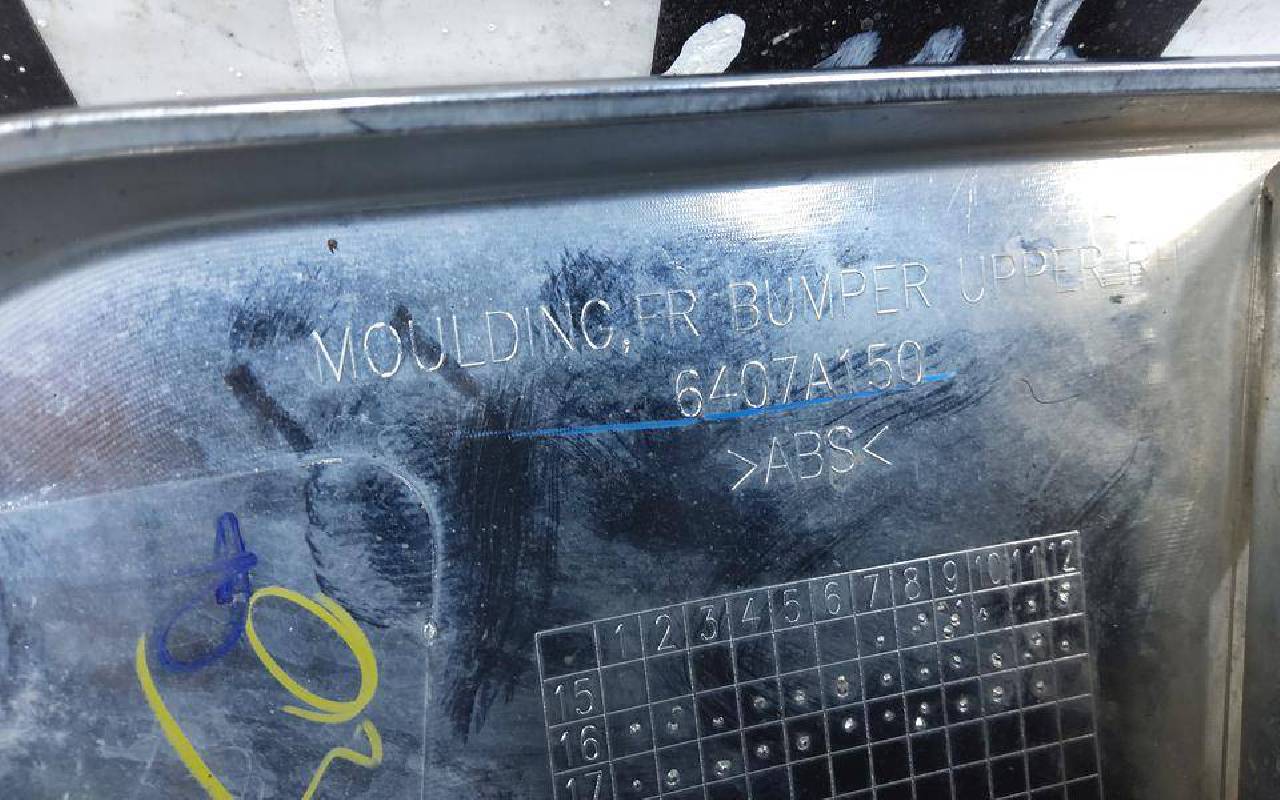 MOULDING, FR BUMPER UPPER RH
6407A150
>ABS<
1 2 3 4 5 6 7 8 9 10 11 12
15
16
17